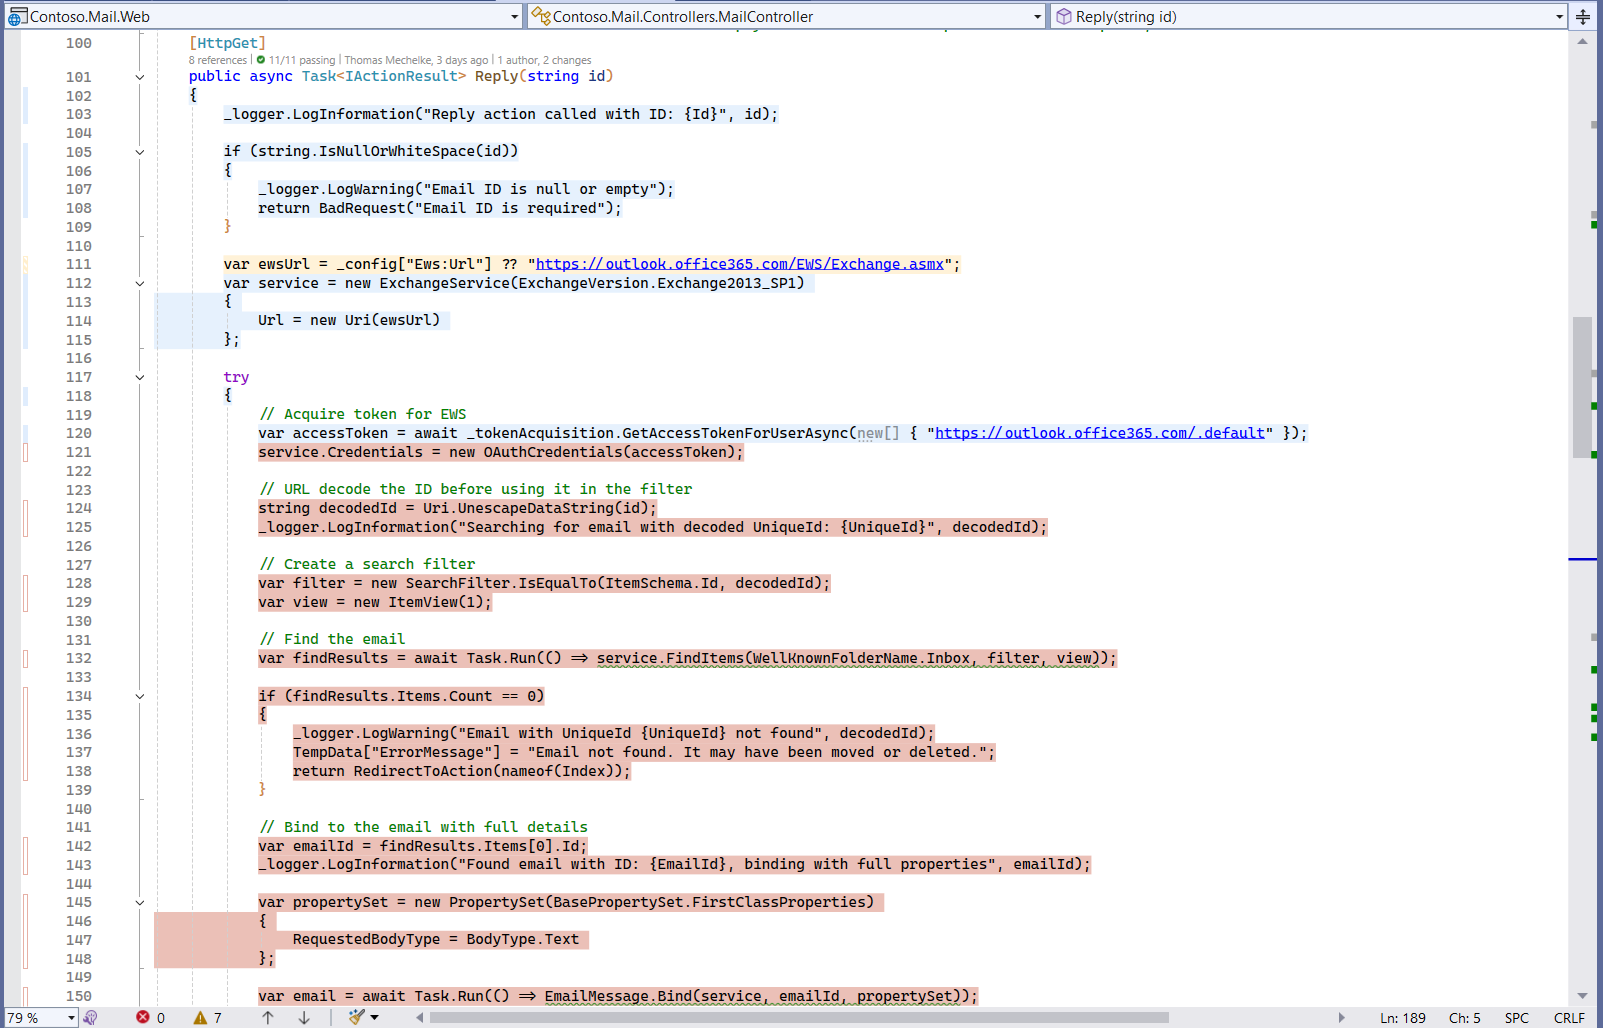 Contoso.Mail.Web
Contoso.Mail.Controllers.MailController
Reply(string id)
100 [HttpGet]
8 references | 11/11 passing | Thomas Mechelke, 3 days ago | 1 author, 2 changes
101 public async Task<IActionResult> Reply(string id)
102 {
103 _logger.LogInformation("Reply action called with ID: {Id}", id);
104
105 if (string.IsNullOrWhiteSpace(id))
106 {
107 _logger.LogWarning("Email ID is null or empty");
108 return BadRequest("Email ID is required");
109 }
110
111 var ewsUrl = _config["Ews:Url"] ?? "https://outlook.office365.com/EWS/Exchange.asmx";
112 var service = new ExchangeService(ExchangeVersion.Exchange2013_SP1)
113 {
114 Url = new Uri(ewsUrl)
115 };
116
117 try
118 {
119 // Acquire token for EWS
120 var accessToken = await _tokenAcquisition.GetAccessTokenForUserAsync(new[] { "https://outlook.office365.com/.default" });
121 service.Credentials = new OAuthCredentials(accessToken);
122
123 // URL decode the ID before using it in the filter
124 string decodedId = Uri.UnescapeDataString(id);
125 _logger.LogInformation("Searching for email with decoded UniqueId: {UniqueId}", decodedId);
126
127 // Create a search filter
128 var filter = new SearchFilter.IsEqualTo(ItemSchema.Id, decodedId);
129 var view = new ItemView(1);
130
131 // Find the email
132 var findResults = await Task.Run(() => service.FindItems(WellKnownFolderName.Inbox, filter, view));
133
134 if (findResults.Items.Count == 0)
135 {
136 _logger.LogWarning("Email with UniqueId {UniqueId} not found", decodedId);
137 TempData["ErrorMessage"] = "Email not found. It may have been moved or deleted.";
138 return RedirectToAction(nameof(Index));
139 }
140
141 // Bind to the email with full details
142 var emailId = findResults.Items[0].Id;
143 _logger.LogInformation("Found email with ID: {EmailId}, binding with full properties", emailId);
144
145 var propertySet = new PropertySet(BasePropertySet.FirstClassProperties)
146 {
147 RequestedBodyType = BodyType.Text
148 };
149
150 var email = await Task.Run(() => EmailMessage.Bind(service, emailId, propertySet));
79 % 0 7 Ln: 189 Ch: 5 SPC CRLF